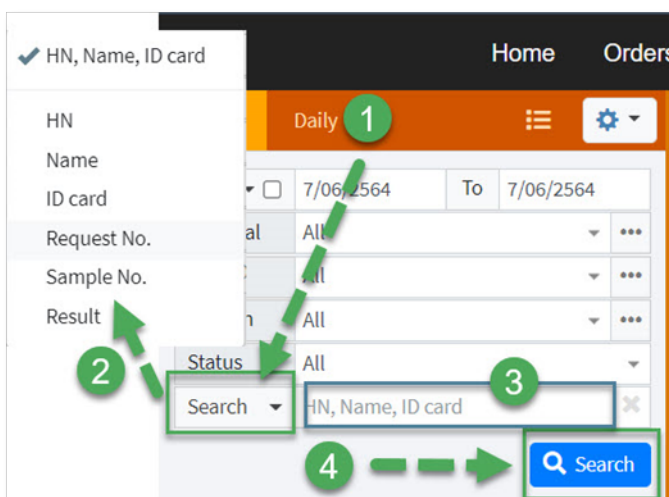 HN, Name, ID card
HN
Name
ID card
Request No.
Sample No.
Result
Home
Orders
Daily
1
7/06/2564
To
7/06/2564
al
All
All
n
All
Status
All
Search
HN, Name, ID card
2
3
4
Search